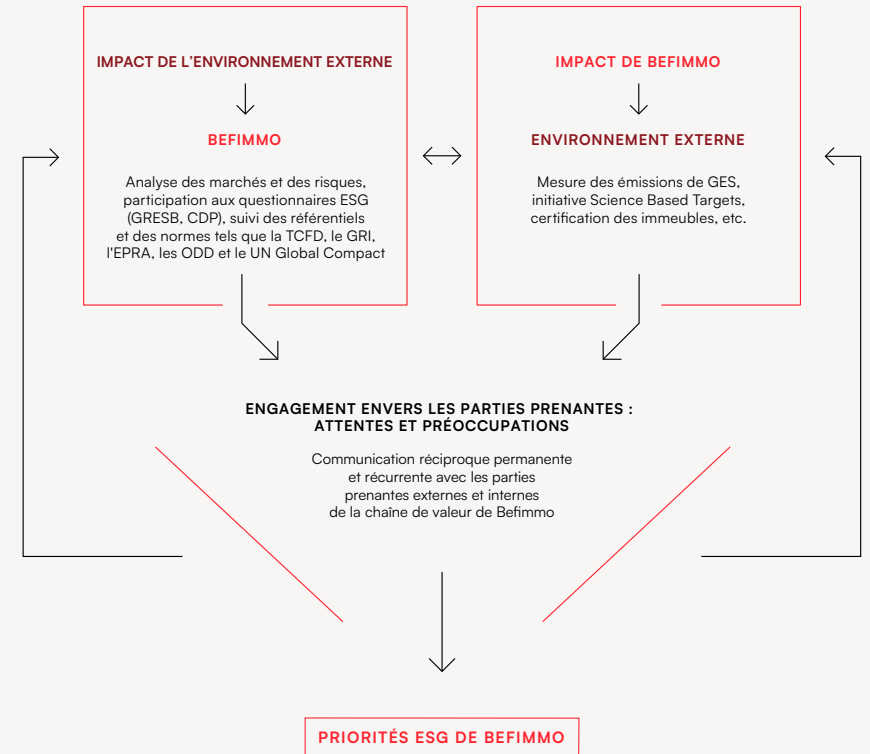 IMPACT DE L'ENVIRONNEMENT EXTERNE
BEFIMMO
Analyse des marchés et des risques,
participation aux questionnaires ESG
(GRESB, CDP), suivi des référentiels
et des normes tels que la TCFD, le GRI,
l'EPRA, les ODD et le UN Global Compact
IMPACT DE BEFIMMO
ENVIRONNEMENT EXTERNE
Mesure des émissions de GES,
initiative Science Based Targets,
certification des immeubles, etc.
ENGAGEMENT ENVERS LES PARTIES PRENANTES :
ATTENTES ET PRÉOCCUPATIONS
Communication réciproque permanente
et récurrente avec les parties
prenantes externes et internes
de la chaîne de valeur de Befimmo
PRIORITÉS ESG DE BEFIMMO